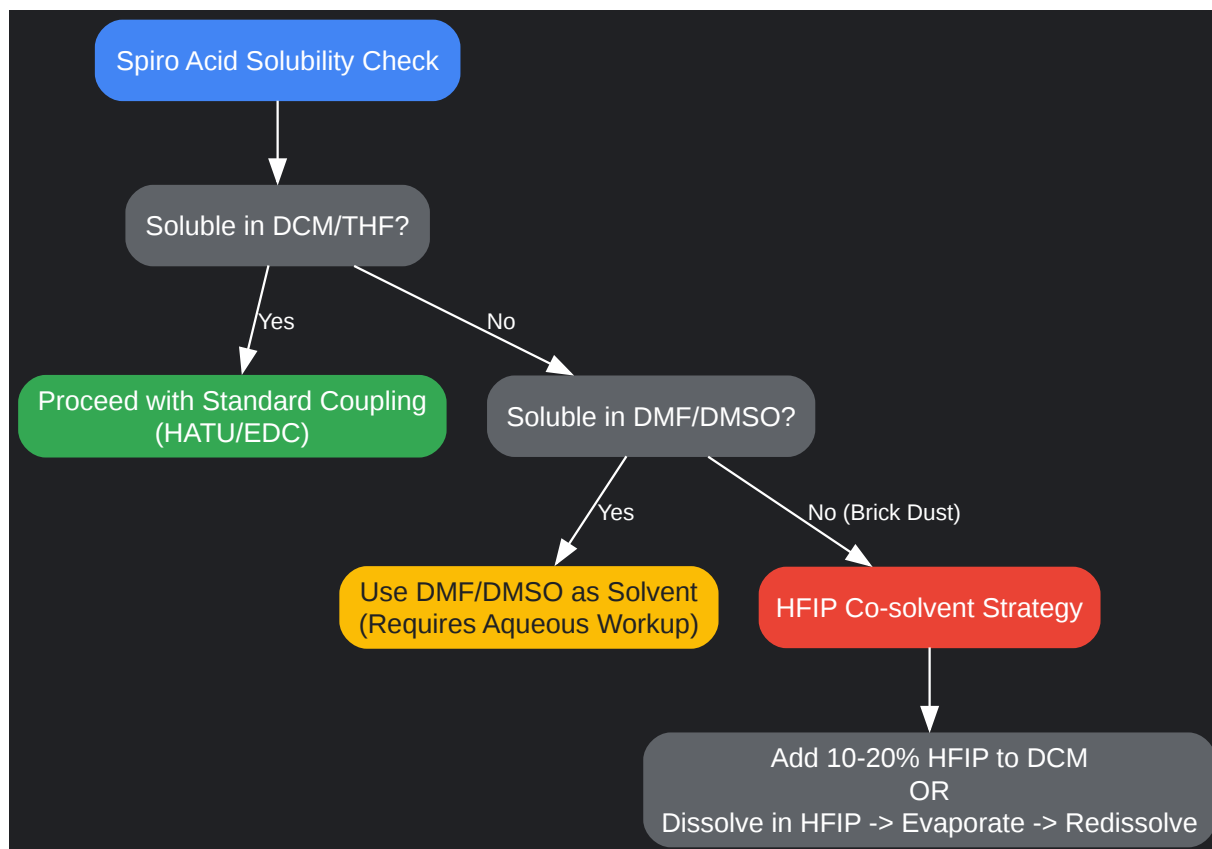 Spiro Acid Solubility Check
Soluble in DCM/THF?
Yes
No
Proceed with Standard Coupling
(HATU/EDC)
Soluble in DMF/DMSO?
Yes
No (Brick Dust)
Use DMF/DMSO as Solvent
(Requires Aqueous Workup)
HFIP Co-solvent Strategy
Add 10-20% HFIP to DCM
OR
Dissolve in HFIP -> Evaporate -> Redissolve